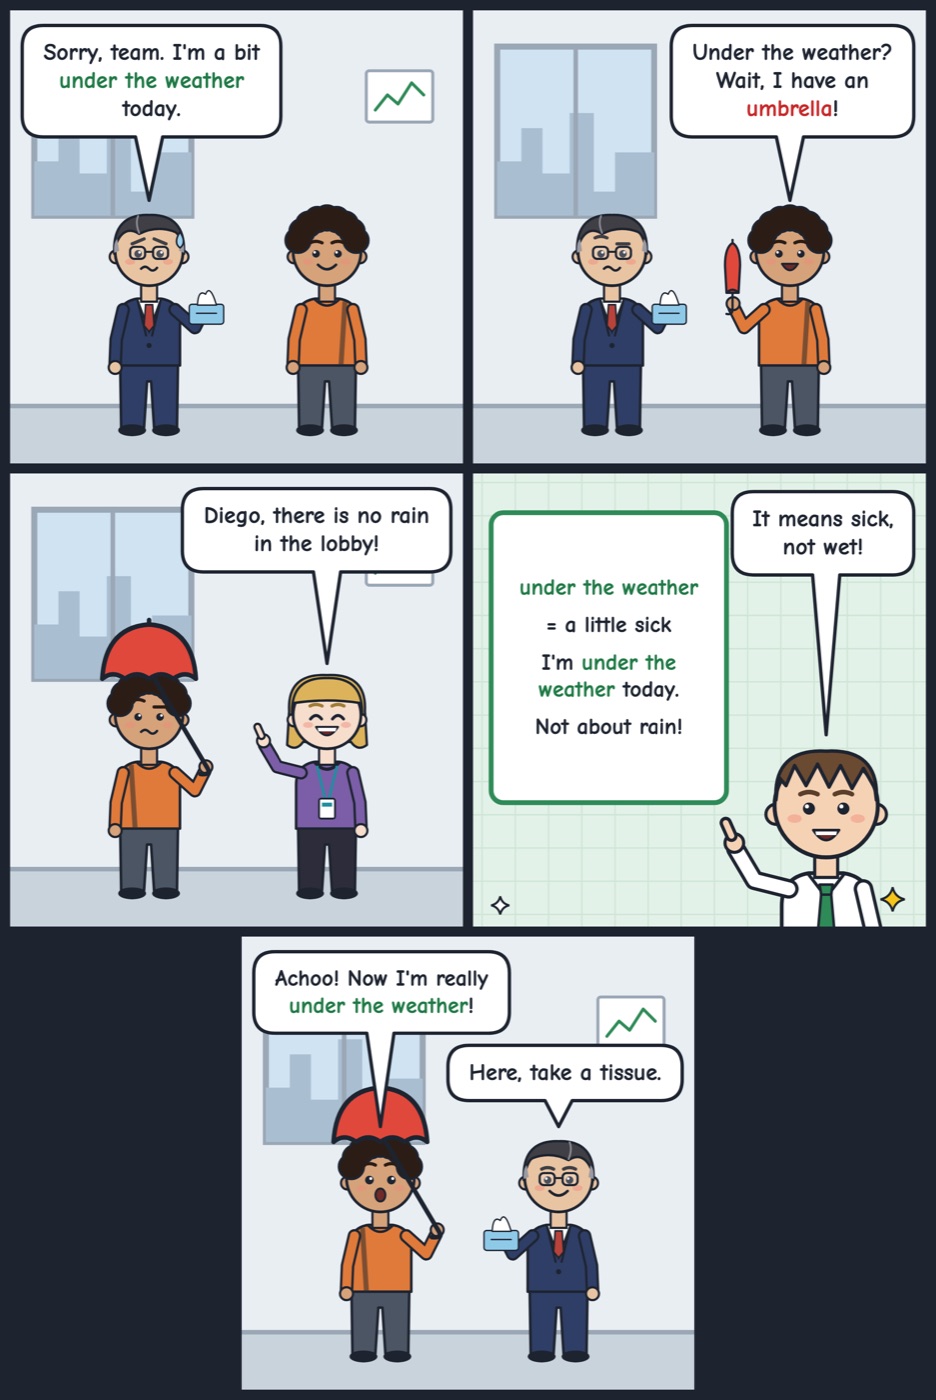 Sorry, team. I'm a bit
under the weather
today.
Under the weather?
Wait, I have an
umbrella!
Diego, there is no rain
in the lobby!
It means sick,
not wet!
under the weather
= a little sick
I'm under the
weather today.
Not about rain!
Achoo! Now I'm really
under the weather!
Here, take a tissue.